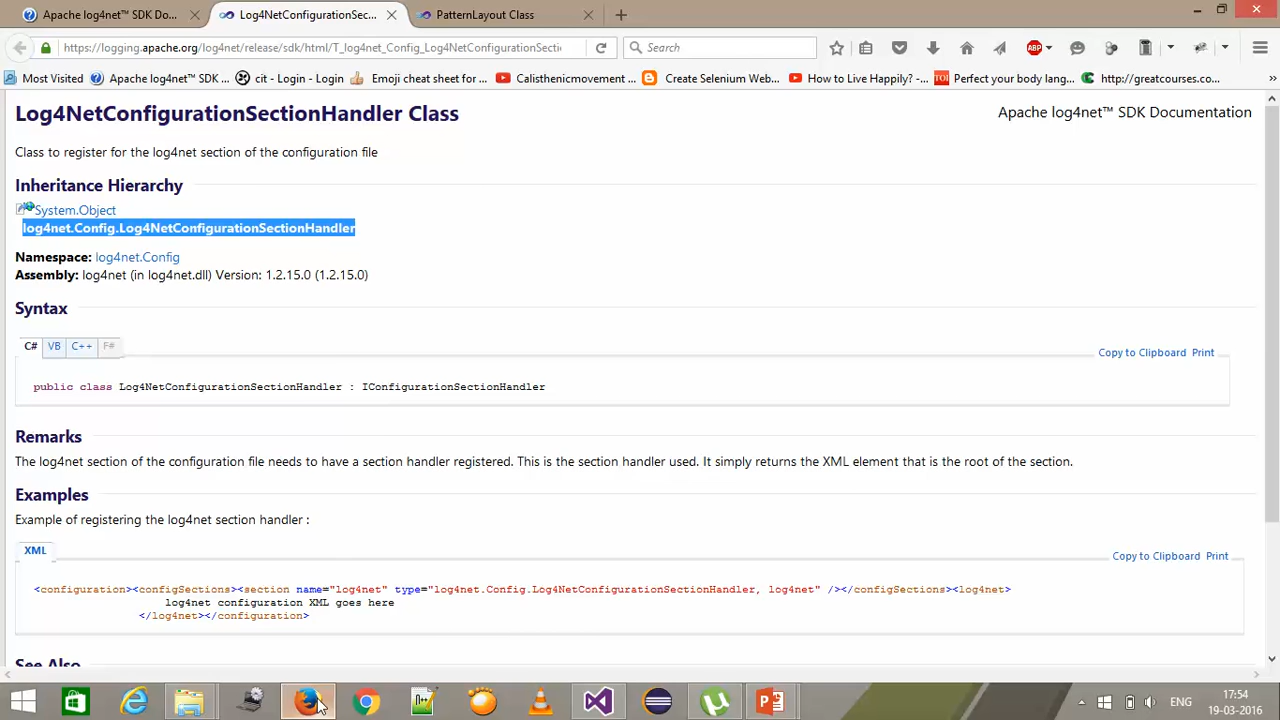 Apache log4net™ SDK Do...
Log4NetConfigurationSec...
PatternLayout Class
https://logging.apache.org/log4net/release/sdk/html/T_log4net_Config_Log4NetConfigurationSecti
Search
ABP
Most Visited
Apache log4net™ SDK ...
cit - Login - Login
Emoji cheat sheet for ...
Calisthenicmovement ...
Create Selenium Web...
How to Live Happily? -...
TOI
Perfect your body lang...
http://greatcourses.co...
»
Log4NetConfigurationSectionHandler Class
Apache log4net™ SDK Documentation
Class to register for the log4net section of the configuration file
Inheritance Hierarchy
System.Object
log4net.Config.Log4NetConfigurationSectionHandler
Namespace: log4net.Config
Assembly: log4net (in log4net.dll) Version: 1.2.15.0 (1.2.15.0)
Syntax
C#
VB
C++
F#
Copy to Clipboard Print
public class Log4NetConfigurationSectionHandler : IConfigurationSectionHandler
Remarks
The log4net section of the configuration file needs to have a section handler registered. This is the section handler used. It simply returns the XML element that is the root of the section.
Examples
Example of registering the log4net section handler :
XML
Copy to Clipboard Print
<configuration><configSections><section name="log4net" type="log4net.Config.Log4NetConfigurationSectionHandler, log4net" /></configSections><log4net>
log4net configuration XML goes here
</log4net></configuration>
See Also
ENG
17:54
19-03-2016